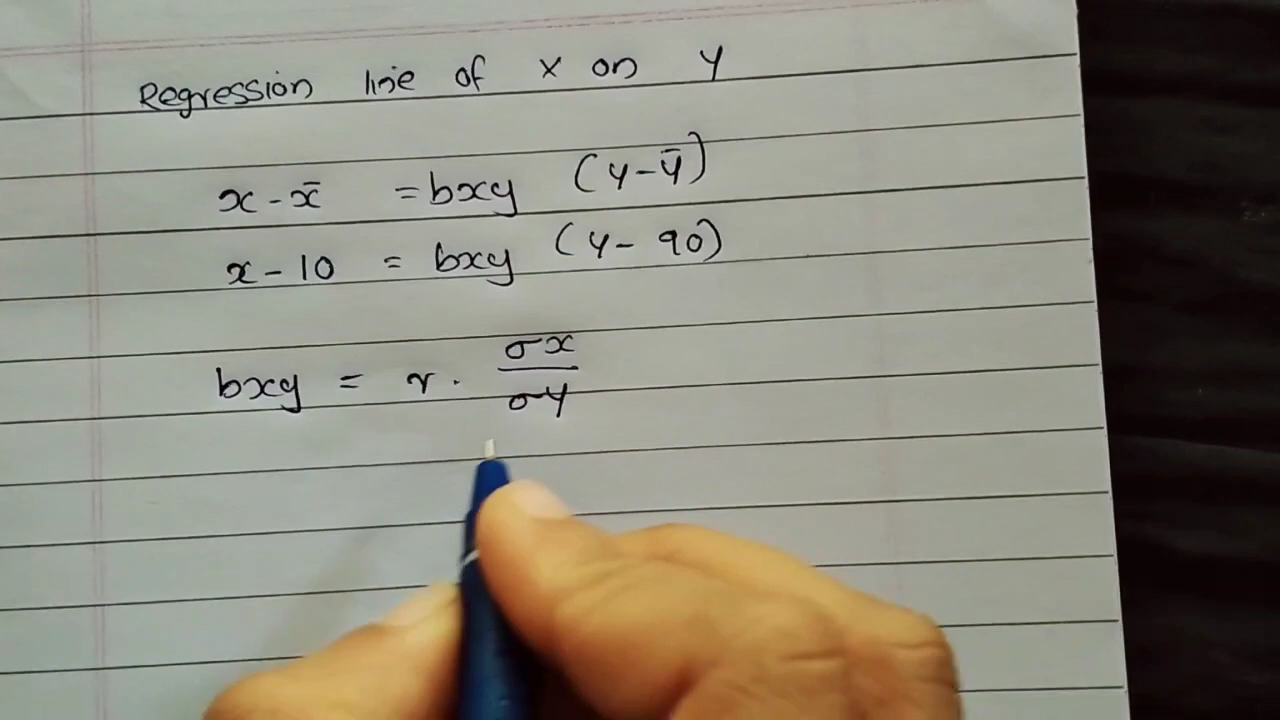 Regression line of x on y
x - x̄ = bxy (y - ȳ)
x - 10 = bxy (y - 90)
bxy = r. σx/σy